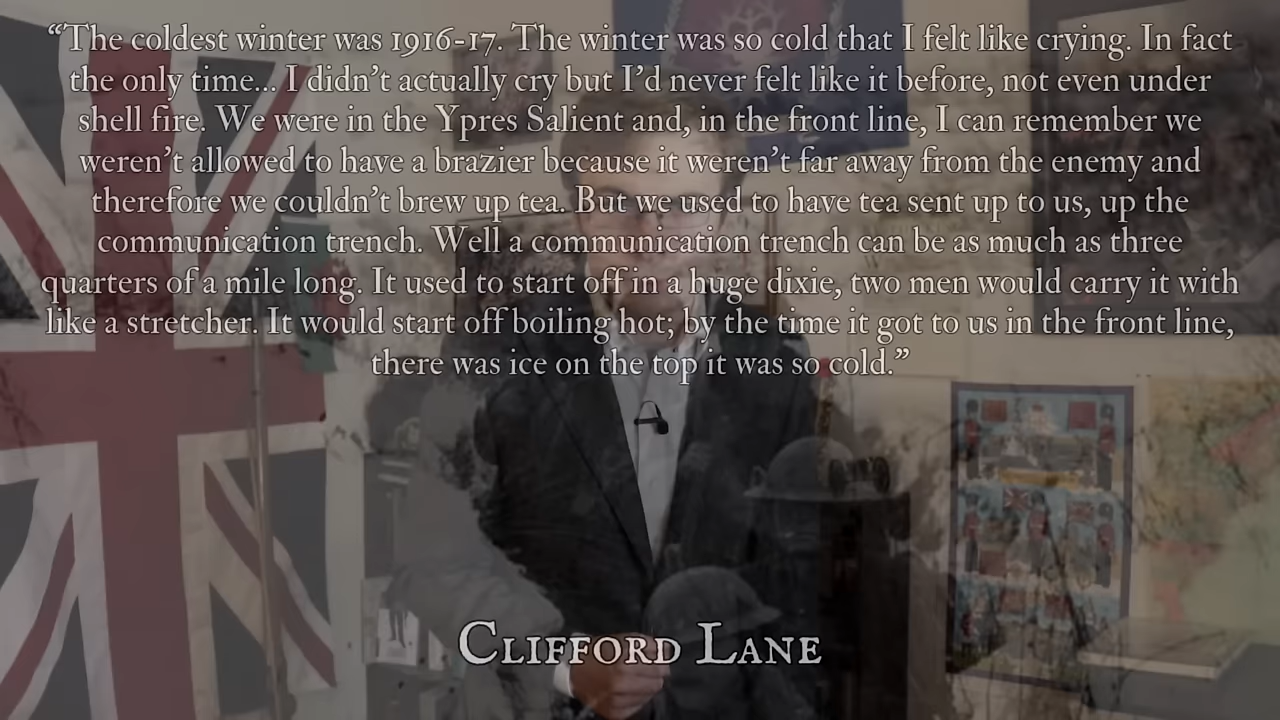 “The coldest winter was 1916-17. The winter was so cold that I felt like crying. In fact
the only time... I didn’t actually cry but I’d never felt like it before, not even under
shell fire. We were in the Ypres Salient and, in the front line, I can remember we
weren’t allowed to have a brazier because it weren’t far away from the enemy and
therefore we couldn’t brew up tea. But we used to have tea sent up to us, up the
communication trench. Well a communication trench can be as much as three
quarters of a mile long. It used to start off in a huge dixie, two men would carry it with
like a stretcher. It would start off boiling hot; by the time it got to us in the front line,
there was ice on the top it was so cold.”
Clifford Lane